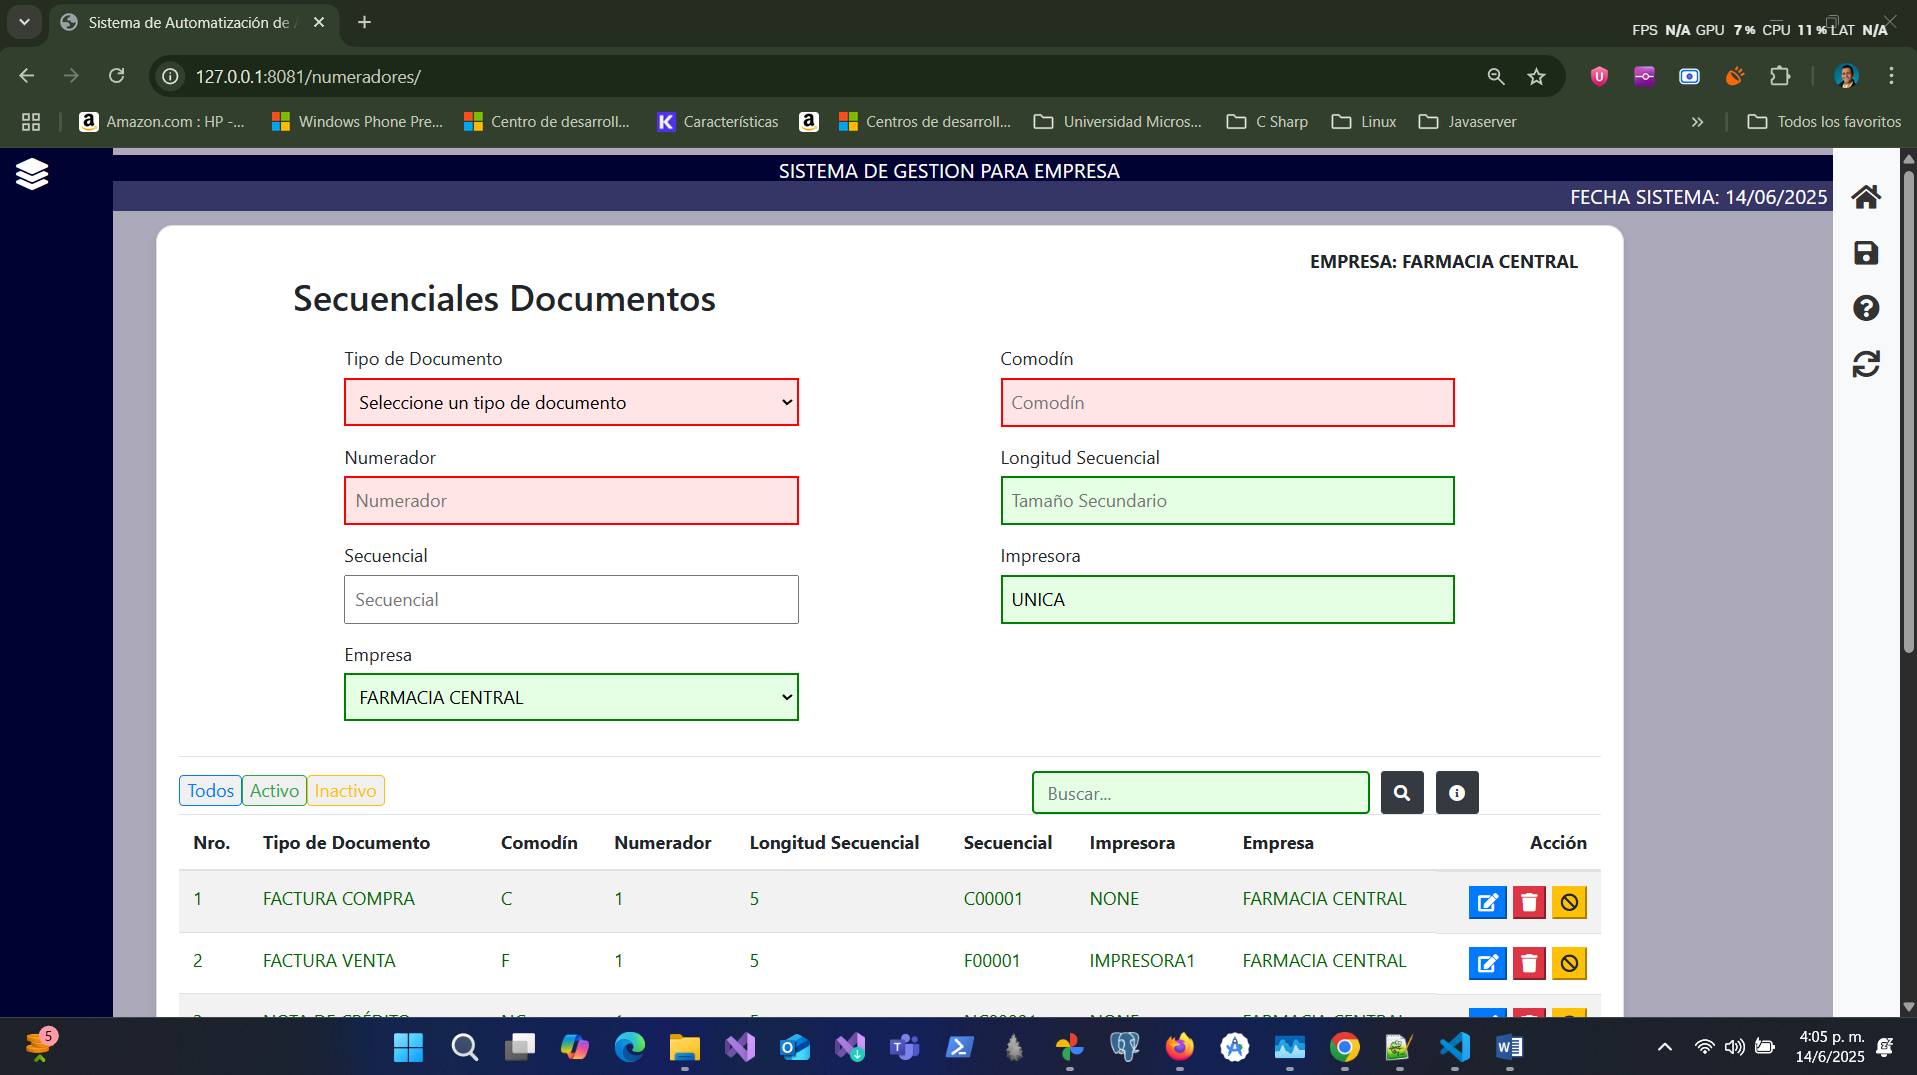 Sistema de Automatización de
FPS N/A GPU 7% CPU 11% LAT N/A
127.0.0.1:8081/numeradores/
Amazon.com : HP -...
Windows Phone Pre...
Centro de desarroll...
Características
Centros de desarroll...
Universidad Micros...
C Sharp
Linux
Javaserver
Todos los favoritos
SISTEMA DE GESTION PARA EMPRESA
FECHA SISTEMA: 14/06/2025
EMPRESA: FARMACIA CENTRAL
Secuenciales Documentos
Tipo de Documento
Comodín
Seleccione un tipo de documento
Comodín
Numerador
Longitud Secuencial
Numerador
Tamaño Secundario
Secuencial
Impresora
Secuencial
UNICA
Empresa
FARMACIA CENTRAL
Todos Activo Inactivo
Buscar...
Nro. Tipo de Documento Comodín Numerador Longitud Secuencial Secuencial Impresora Empresa Acción
1 FACTURA COMPRA C 1 5 C00001 NONE FARMACIA CENTRAL
2 FACTURA VENTA F 1 5 F00001 IMPRESORA1 FARMACIA CENTRAL
5
4:05 p. m.
14/6/2025